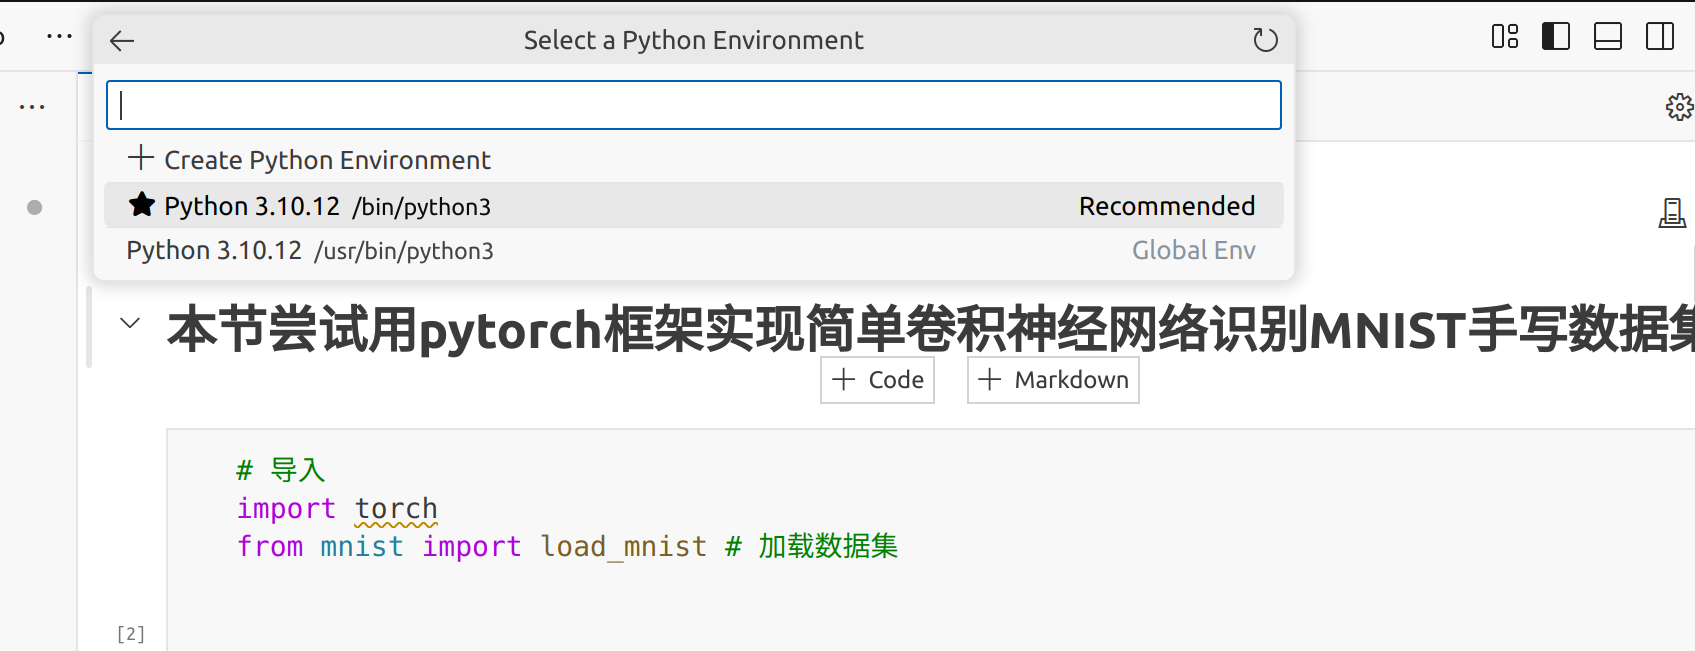 Select a Python Environment
Create Python Environment
Python 3.10.12 /bin/python3 Recommended
Python 3.10.12 /usr/bin/python3 Global Env
本节尝试用pytorch框架实现简单卷积神经网络识别MNIST手写数据集
+ Code + Markdown
# 导入
import torch
from mnist import load_mnist # 加载数据集
[2]